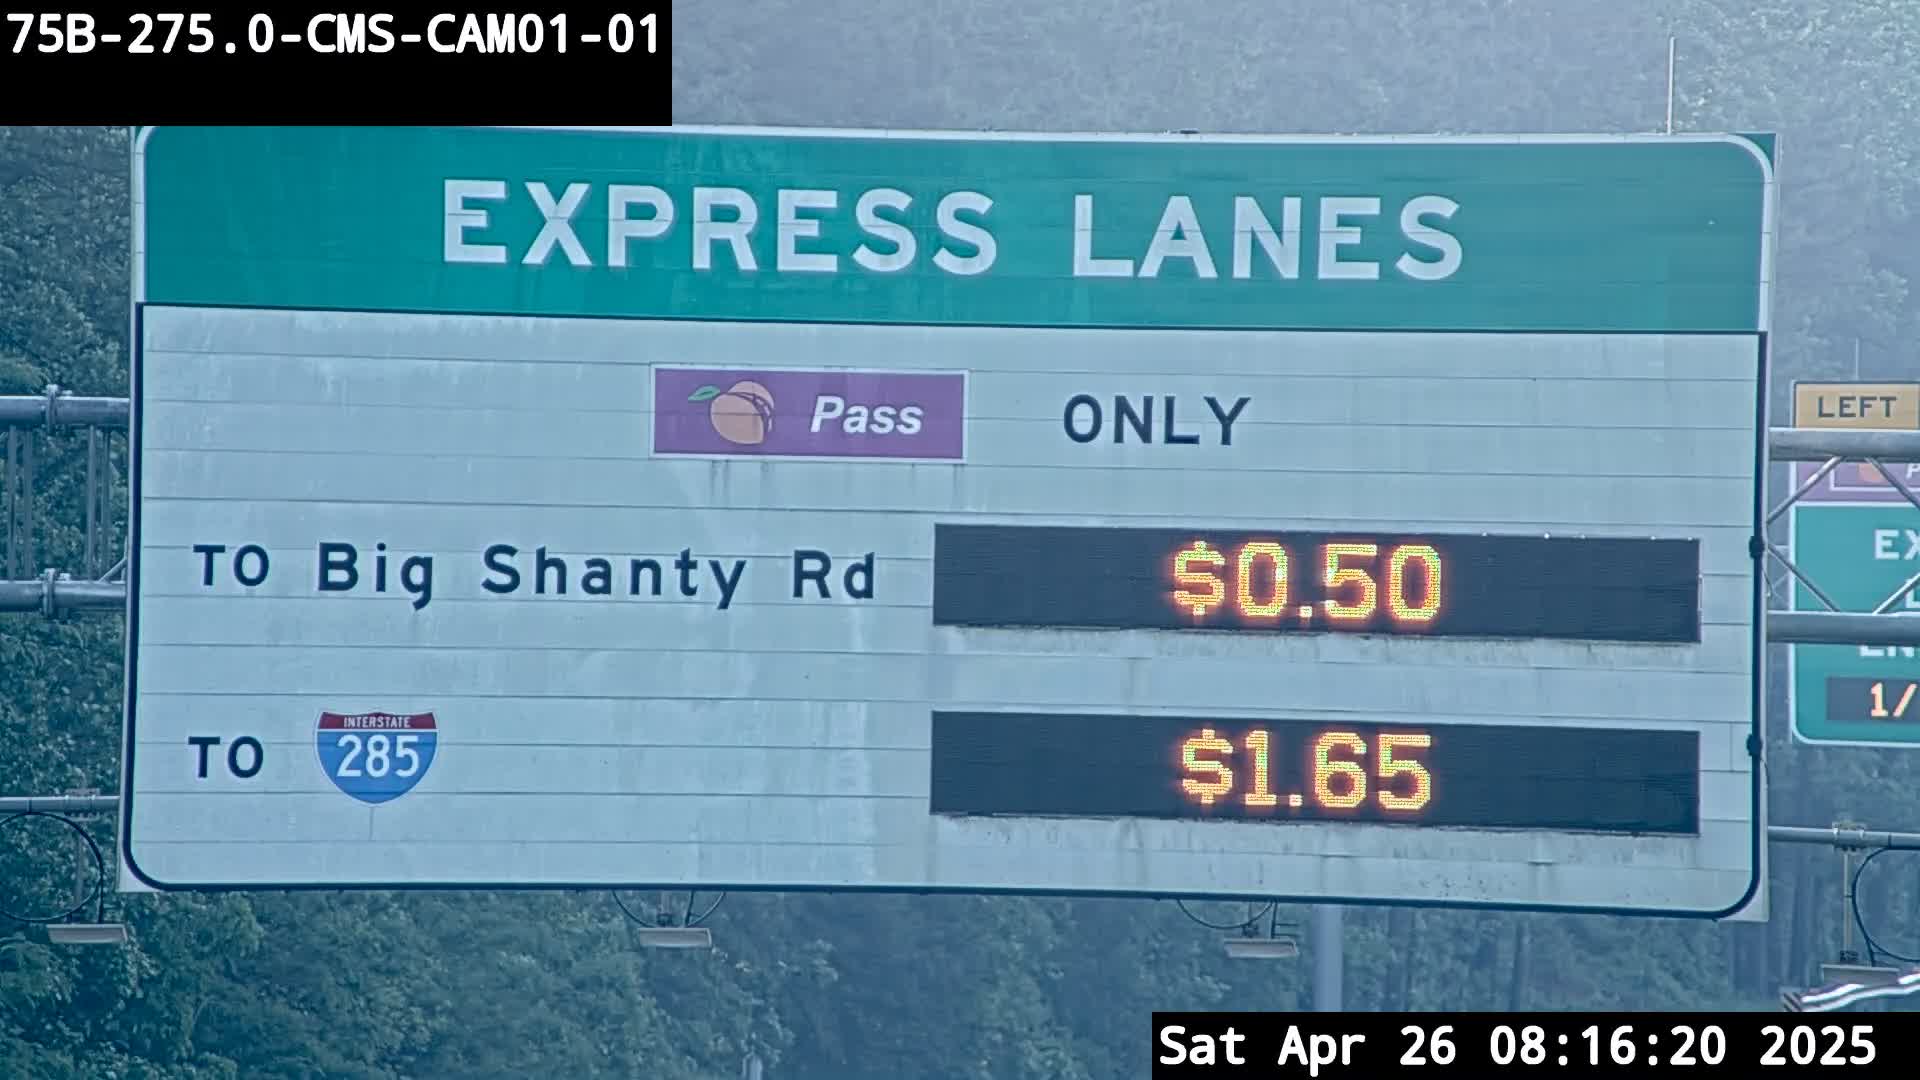 75B-275.0-CMS-CAM01-01
EXPRESS LANES
Pass ONLY
TO Big Shanty Rd $0.50
TO INTERSTATE 285 $1.65
LEFT
1/
Sat Apr 26 08:16:20 2025